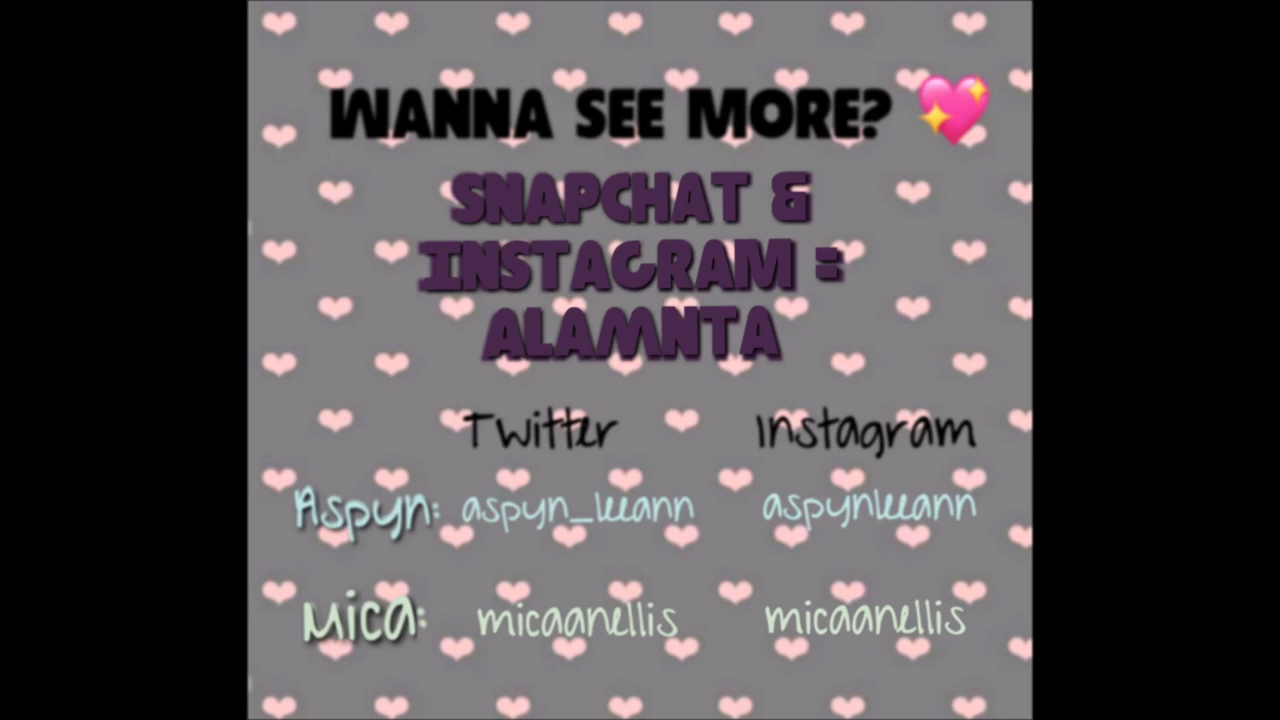 WANNA SEE MORE? 💖
SNAPCHAT &
INSTAGRAM =
ALAMNTA
Twitter Instagram
Aspyn: aspyn_leeann aspynleeann
Mica: micaanellis micaanellis